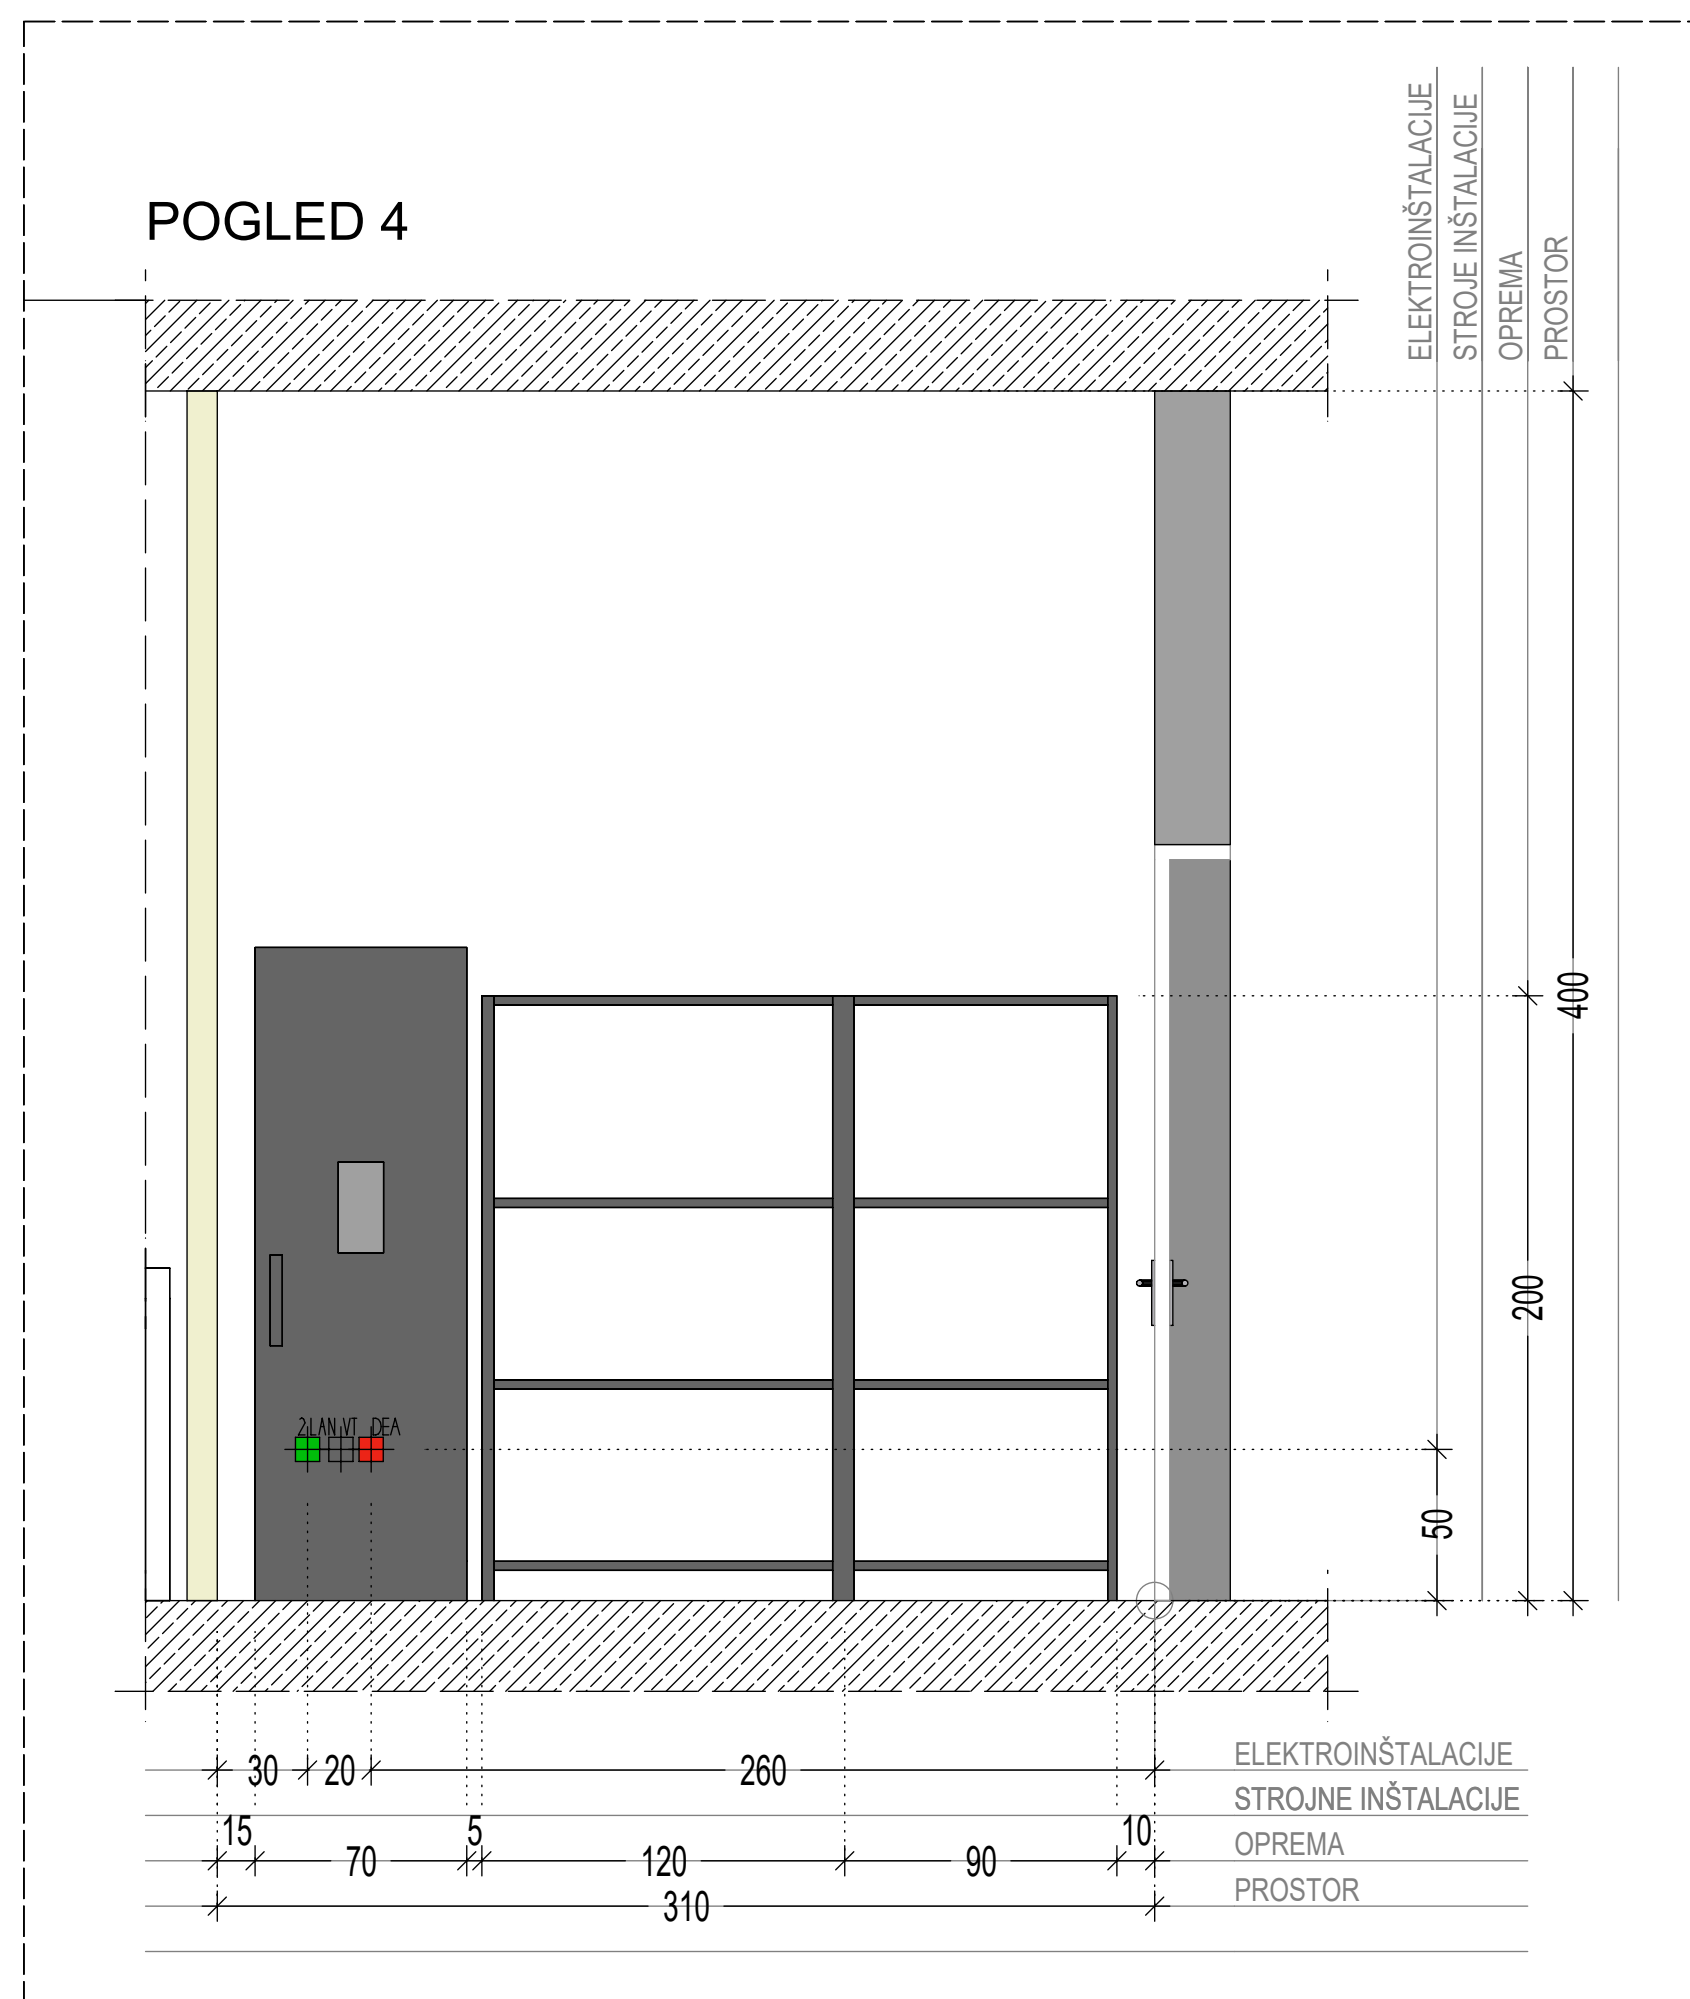 ELEKTROINŠTALACIJE
STROJE INŠTALACIJE
OPREMA
PROSTOR
POGLED 4
400
200
2LAN VT DEA
50
30 20 260
ELEKTROINŠTALACIJE
STROJNE INŠTALACIJE
15 5 10
OPREMA
70 120 90
PROSTOR
310